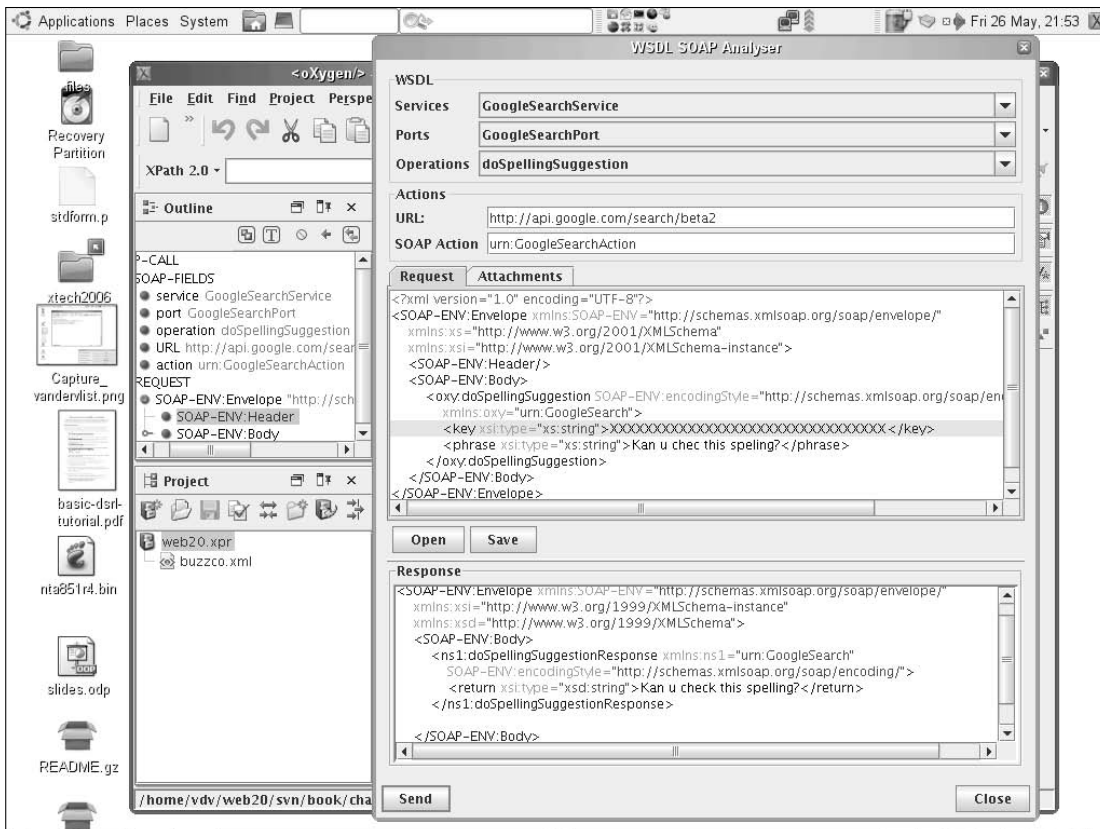 Applications Places System
Fri 26 May, 21:53
files
Recovery
Partition
stdform.p
xtech2006
Capture_
vandervlist.png
basic-dsrl-
tutorial.pdf
nta851r4.bin
slides.odp
README.gz
<oXygen/> -
File Edit Find Project Perspe
XPath 2.0
Outline
P-CALL
SOAP-FIELDS
service GoogleSearchService
port GoogleSearchPort
operation doSpellingSuggestion
URL http://api.google.com/sear
action urn:GoogleSearchAction
REQUEST
SOAP-ENV:Envelope "http://sch
SOAP-ENV:Header
SOAP-ENV:Body
Project
web20.xpr
buzzco.xml
/home/vdv/web20/svn/book/cha
WSDL SOAP Analyser
WSDL
Services GoogleSearchService
Ports GoogleSearchPort
Operations doSpellingSuggestion
Actions
URL: http://api.google.com/search/beta2
SOAP Action urn:GoogleSearchAction
Request Attachments
<?xml version="1.0" encoding="UTF-8"?>
<SOAP-ENV:Envelope xmlns:SOAP-ENV="http://schemas.xmlsoap.org/soap/envelope/"
xmlns:xs="http://www.w3.org/2001/XMLSchema"
xmlns:xsi="http://www.w3.org/2001/XMLSchema-instance">
<SOAP-ENV:Header/>
<SOAP-ENV:Body>
<oxy:doSpellingSuggestion SOAP-ENV:encodingStyle="http://schemas.xmlsoap.org/soap/en
xmlns:oxy="urn:GoogleSearch">
<key xsi:type="xs:string">XXXXXXXXXXXXXXXXXXXXXXXXXXXXXXXX</key>
<phrase xsi:type="xs:string">Kan u chec this speling?</phrase>
</oxy:doSpellingSuggestion>
</SOAP-ENV:Body>
</SOAP-ENV:Envelope>
Open Save
Response
<SOAP-ENV:Envelope xmlns:SOAP-ENV="http://schemas.xmlsoap.org/soap/envelope/"
xmlns:xsi="http://www.w3.org/1999/XMLSchema-instance"
xmlns:xsd="http://www.w3.org/1999/XMLSchema">
<SOAP-ENV:Body>
<ns1:doSpellingSuggestionResponse xmlns:ns1="urn:GoogleSearch"
SOAP-ENV:encodingStyle="http://schemas.xmlsoap.org/soap/encoding/">
<return xsi:type="xsd:string">Kan u check this spelling?</return>
</ns1:doSpellingSuggestionResponse>
</SOAP-ENV:Body>
Send Close